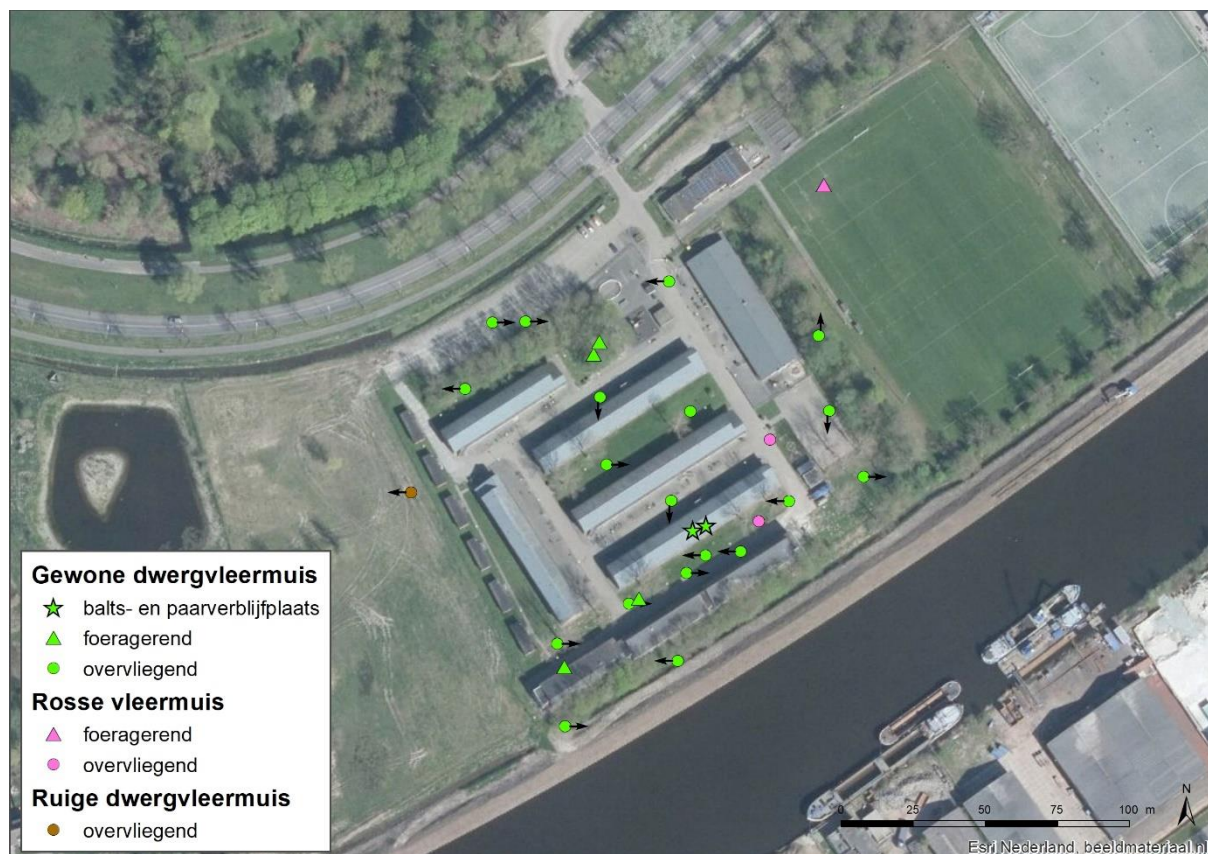 Gewone dwergvleermuis
balts- en paarverblijfplaats
foeragerend
overvliegend
Rosse vleermuis
foeragerend
overvliegend
Ruige dwergvleermuis
overvliegend
N
0 25 50 75 100 m
Esri Nederland, beeldmateriaal.nl